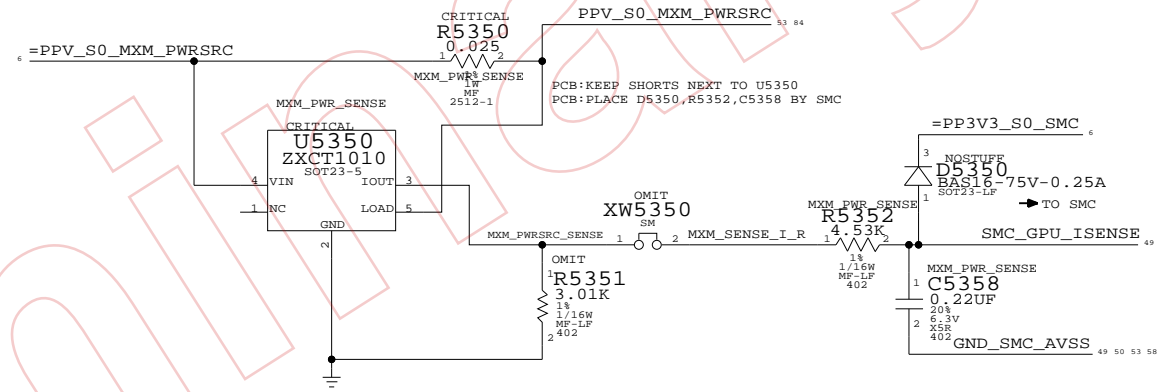 CRITICAL
R5350
0.025
1 2
1%
1W
MF
2512-1
MXM_PWR_SENSE
PPV_S0_MXM_PWRSRC
53 84
=PPV_S0_MXM_PWRSRC
6
PCB:KEEP SHORTS NEXT TO U5350
PCB:PLACE D5350,R5352,C5358 BY SMC
MXM_PWR_SENSE
CRITICAL
U5350
ZXCT1010
SOT23-5
4 VIN
IOUT 3
1 NC
LOAD 5
GND
2
=PP3V3_S0_SMC
6
3
NOSTUFF
D5350
BAS16-75V-0.25A
SOT23-LF
1
TO SMC
OMIT
XW5350
SM
MXM_PWRSRC_SENSE
1 2
MXM_SENSE_I_R
MXM_PWR_SENSE
R5352
4.53K
1 2
1%
1/16W
MF-LF
402
SMC_GPU_ISENSE
49
OMIT
1
R5351
3.01K
1%
1/16W
MF-LF
402
2
MXM_PWR_SENSE
1
C5358
0.22UF
20%
6.3V
X5R
402
2
GND_SMC_AVSS
49 50 53 58